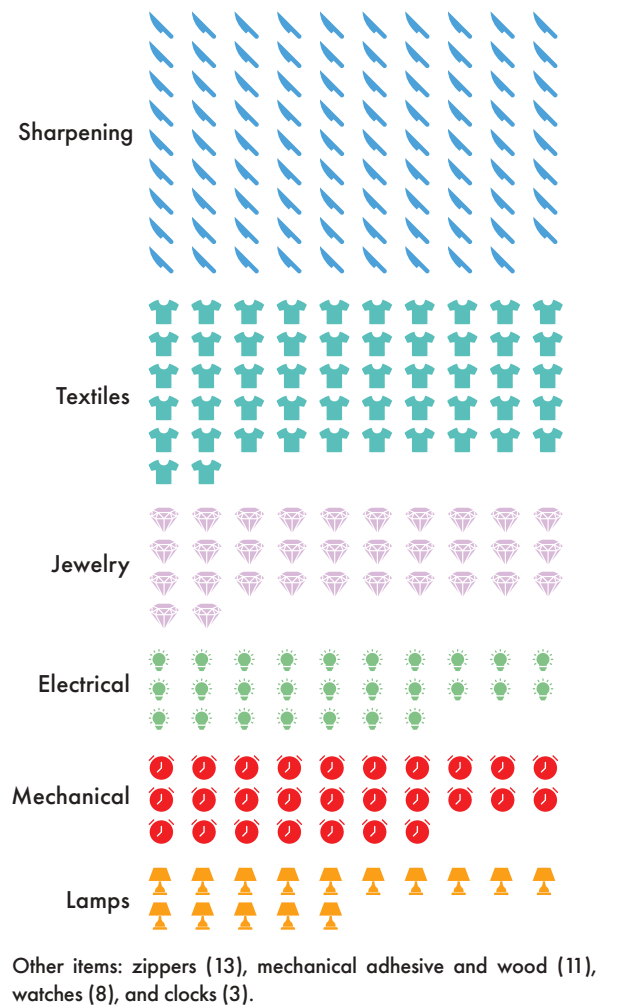 Sharpening
Textiles
Jewelry
Electrical
Mechanical
Lamps
Other items: zippers (13), mechanical adhesive and wood (11),
watches (8), and clocks (3).